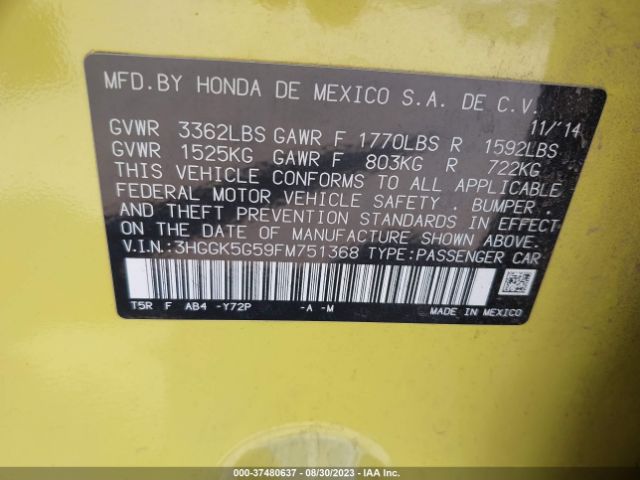 MFD.BY HONDA DE MEXICO S.A. DE C.V.
11/'14
GVWR 3362LBS GAWR F 1770LBS R 1592LBS
GVWR 1525KG GAWR F 803KG R 722KG
THIS VEHICLE CONFORMS TO ALL APPLICABLE
FEDERAL MOTOR VEHICLE SAFETY, BUMPER,
AND THEFT PREVENTION STANDARDS IN EFFECT
ON THE DATE OF MANUFACTURE SHOWN ABOVE.
V.I.N.:3HGGK5G59FM751368 TYPE:PASSENGER CAR
T5R F AB4 -Y72P -A -M MADE IN MEXICO
000-37480637 - 08/30/2023 - IAAI.COM